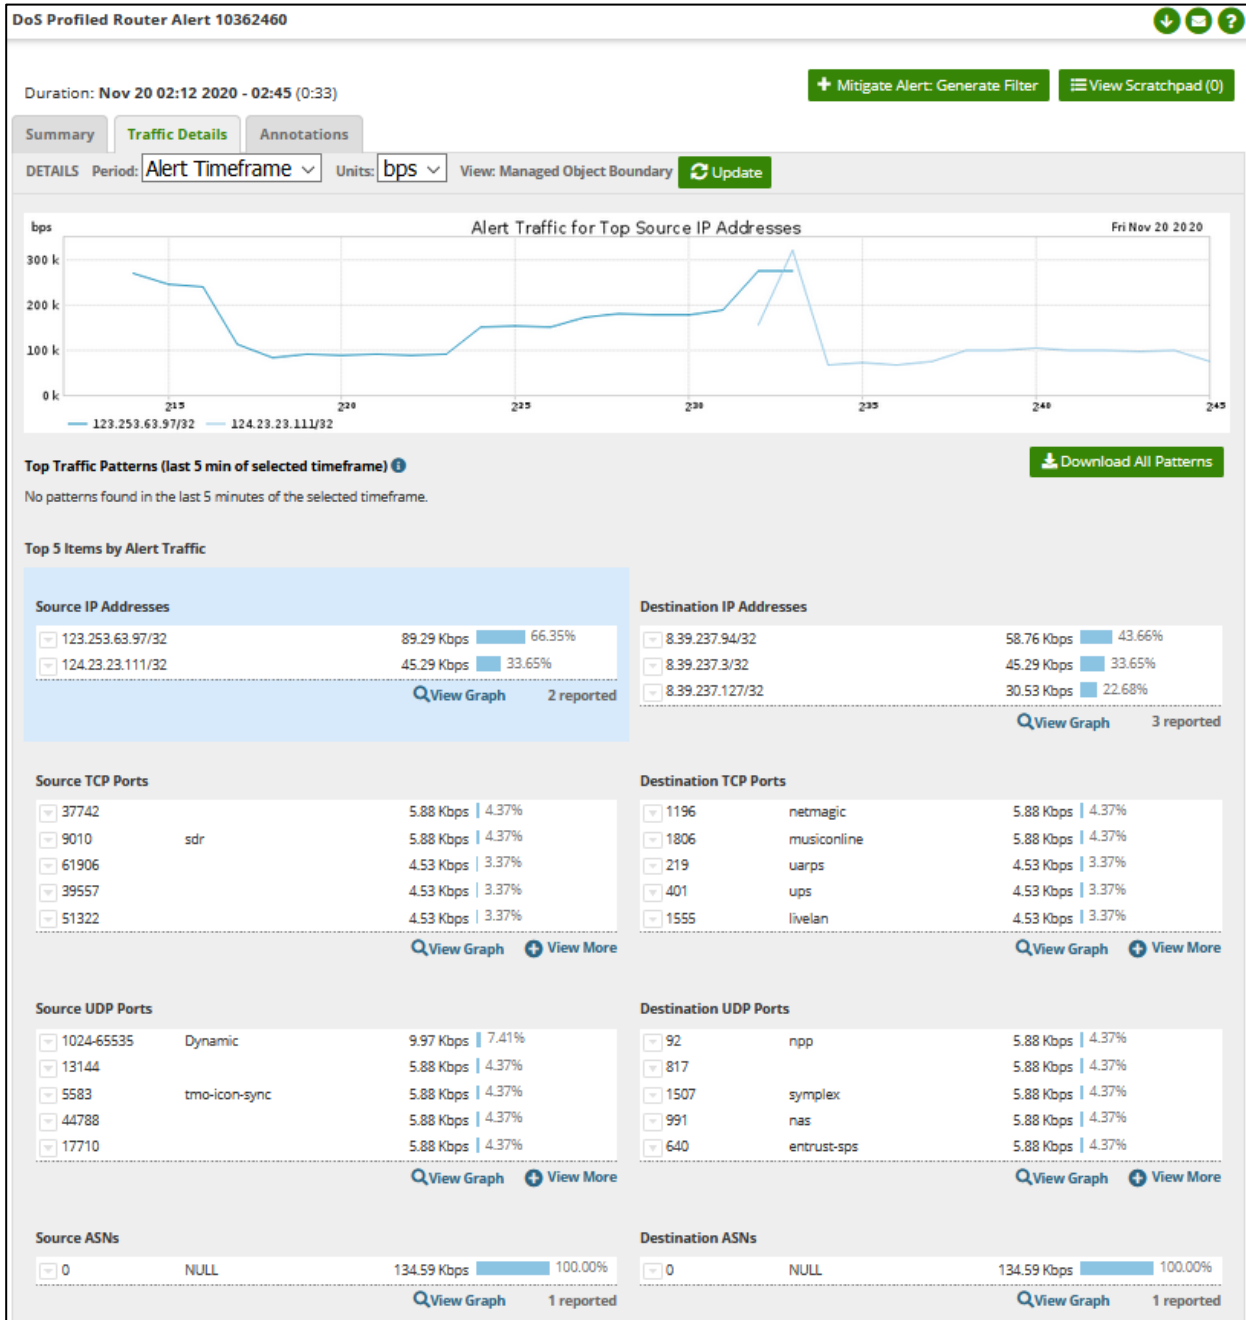 DoS Profiled Router Alert 10362460
Duration: Nov 20 02:12 2020 - 02:45 (0:33)
Mitigate Alert: Generate Filter
View Scratchpad (0)
Summary Traffic Details Annotations
DETAILS Period: Alert Timeframe Units: bps View: Managed Object Boundary Update
bps Alert Traffic for Top Source IP Addresses Fri Nov 20 2020
300 k
200 k
100 k
0 k
215 220 225 230 235 240 245
123.253.63.97/32 124.23.23.111/32
Top Traffic Patterns (last 5 min of selected timeframe)
Download All Patterns
No patterns found in the last 5 minutes of the selected timeframe.
Top 5 Items by Alert Traffic
Source IP Addresses
123.253.63.97/32 89.29 Kbps 66.35%
124.23.23.111/32 45.29 Kbps 33.65%
View Graph 2 reported
Destination IP Addresses
8.39.237.94/32 58.76 Kbps 43.66%
8.39.237.3/32 45.29 Kbps 33.65%
8.39.237.127/32 30.53 Kbps 22.68%
View Graph 3 reported
Source TCP Ports
37742 5.88 Kbps 4.37%
9010 sdr 5.88 Kbps 4.37%
61906 4.53 Kbps 3.37%
39557 4.53 Kbps 3.37%
51322 4.53 Kbps 3.37%
View Graph View More
Destination TCP Ports
1196 netmagic 5.88 Kbps 4.37%
1806 musiconline 5.88 Kbps 4.37%
219 uarps 4.53 Kbps 3.37%
401 ups 4.53 Kbps 3.37%
1555 livelan 4.53 Kbps 3.37%
View Graph View More
Source UDP Ports
1024-65535 Dynamic 9.97 Kbps 7.41%
13144 5.88 Kbps 4.37%
5583 tmo-icon-sync 5.88 Kbps 4.37%
44788 5.88 Kbps 4.37%
17710 5.88 Kbps 4.37%
View Graph View More
Destination UDP Ports
92 npp 5.88 Kbps 4.37%
817 5.88 Kbps 4.37%
1507 symplex 5.88 Kbps 4.37%
991 nas 5.88 Kbps 4.37%
640 entrust-sps 5.88 Kbps 4.37%
View Graph View More
Source ASNs
0 NULL 134.59 Kbps 100.00%
View Graph 1 reported
Destination ASNs
0 NULL 134.59 Kbps 100.00%
View Graph 1 reported